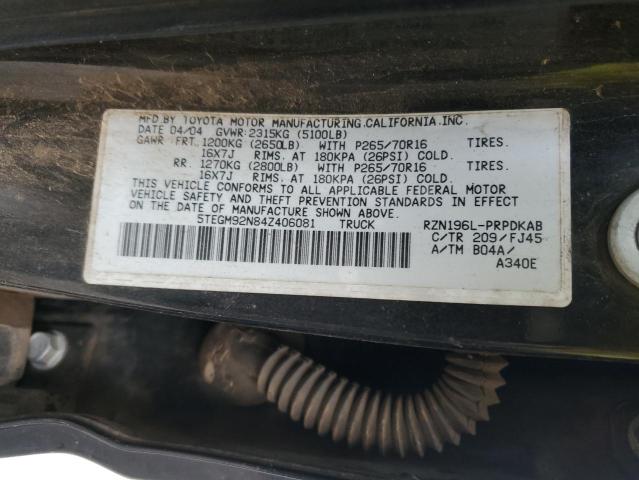 MFD.BY TOYOTA MOTOR MANUFACTURING,CALIFORNIA,INC.
DATE 04/04 GVWR:2315KG (5100LB)
GAWR FRT. 1200KG (2650LB) WITH P265/70R16 TIRES.
16X7J RIMS. AT 180KPA (26PSI) COLD.
RR. 1270KG (2800LB) WITH P265/70R16 TIRES.
16X7J RIMS. AT 180KPA (26PSI) COLD.
THIS VEHICLE CONFORMS TO ALL APPLICABLE FEDERAL MOTOR
VEHICLE SAFETY AND THEFT PREVENTION STANDARDS IN EFFECT
ON THE DATE OF MANUFACTURE SHOWN ABOVE.
5TEGM92N84Z406081 TRUCK RZN196L-PRPDKAB
C/TR 209/FJ45
A/TM B04A/
A340E